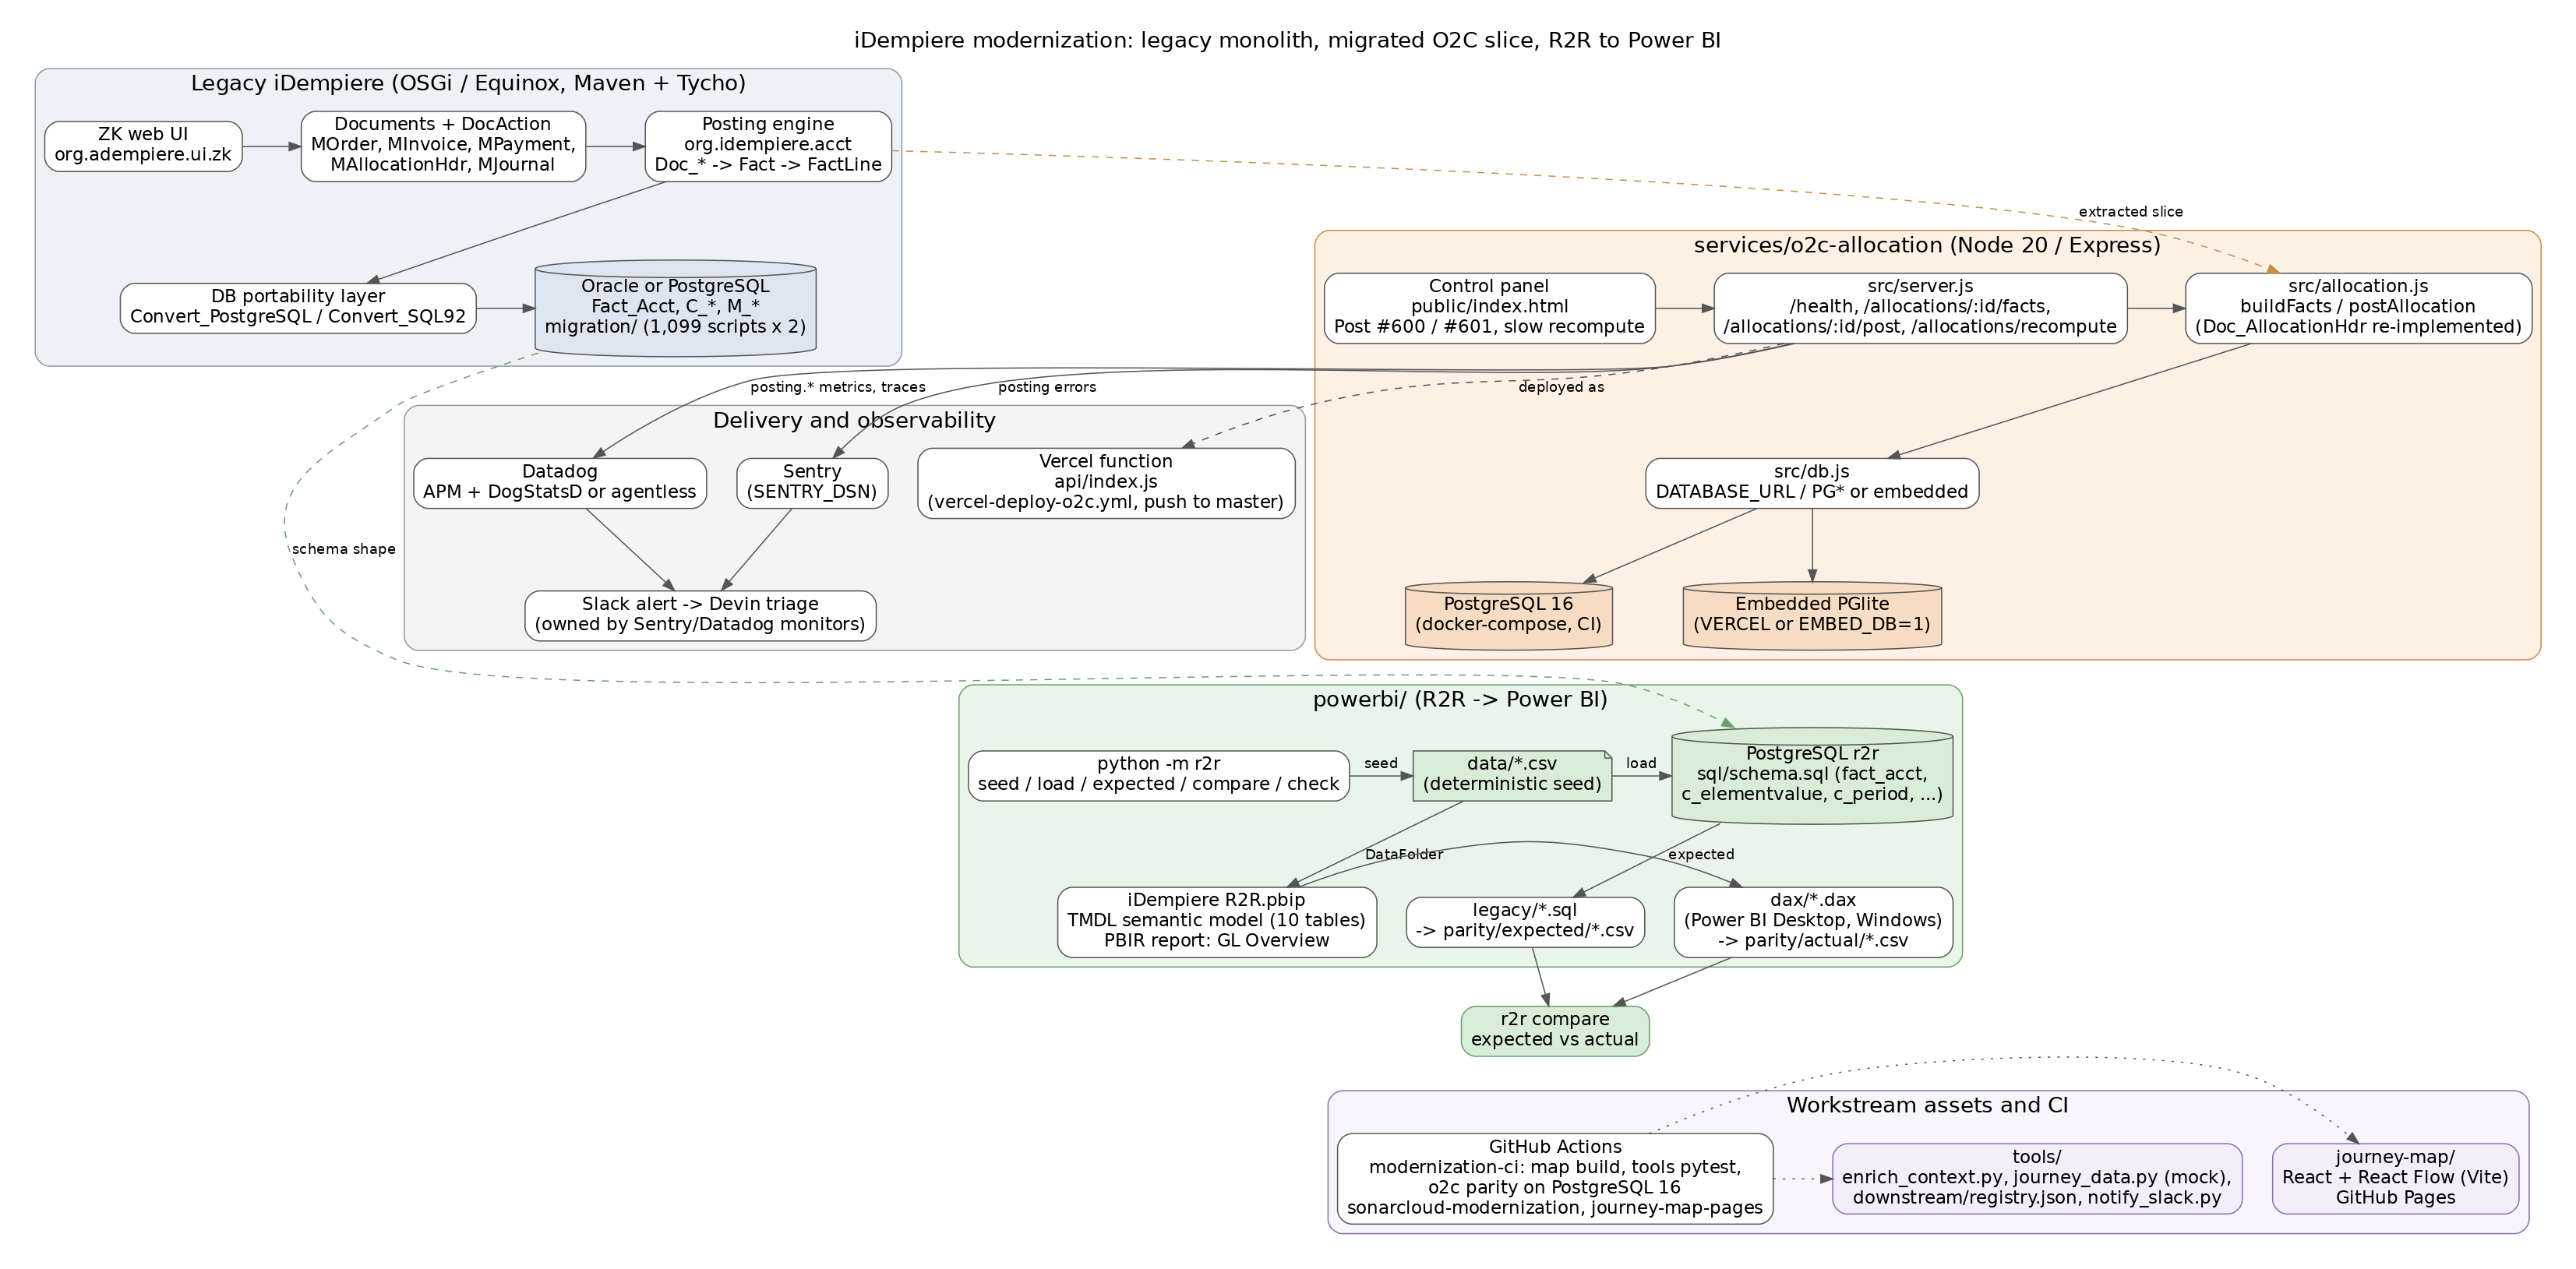 iDempiere modernization: legacy monolith, migrated O2C slice, R2R to Power BI
Legacy iDempiere (OSGi / Equinox, Maven + Tycho)
ZK web UI
org.adempiere.ui.zk
Documents + DocAction
MOrder, MInvoice, MPayment,
MAllocationHdr, MJournal
Posting engine
org.idempiere.acct
Doc_* -> Fact -> FactLine
DB portability layer
Convert_PostgreSQL / Convert_SQL92
Oracle or PostgreSQL
Fact_Acct, C_*, M_*
migration/ (1,099 scripts x 2)
extracted slice
services/o2c-allocation (Node 20 / Express)
Control panel
public/index.html
Post #600 / #601, slow recompute
src/server.js
/health, /allocations/:id/facts,
/allocations/:id/post, /allocations/recompute
src/allocation.js
buildFacts / postAllocation
(Doc_AllocationHdr re-implemented)
posting.* metrics, traces
posting errors
deployed as
Delivery and observability
Datadog
APM + DogStatsD or agentless
Sentry
(SENTRY_DSN)
Vercel function
api/index.js
(vercel-deploy-o2c.yml, push to master)
src/db.js
DATABASE_URL / PG* or embedded
schema shape
Slack alert -> Devin triage
(owned by Sentry/Datadog monitors)
PostgreSQL 16
(docker-compose, CI)
Embedded PGlite
(VERCEL or EMBED_DB=1)
powerbi/ (R2R -> Power BI)
python -m r2r
seed / load / expected / compare / check
seed
data/*.csv
(deterministic seed)
load
PostgreSQL r2r
sql/schema.sql (fact_acct,
c_elementvalue, c_period, ...)
DataFolder
expected
iDempiere R2R.pbip
TMDL semantic model (10 tables)
PBIR report: GL Overview
legacy/*.sql
-> parity/expected/*.csv
dax/*.dax
(Power BI Desktop, Windows)
-> parity/actual/*.csv
r2r compare
expected vs actual
Workstream assets and CI
GitHub Actions
modernization-ci: map build, tools pytest,
o2c parity on PostgreSQL 16
sonarcloud-modernization, journey-map-pages
tools/
enrich_context.py, journey_data.py (mock),
downstream/registry.json, notify_slack.py
journey-map/
React + React Flow (Vite)
GitHub Pages